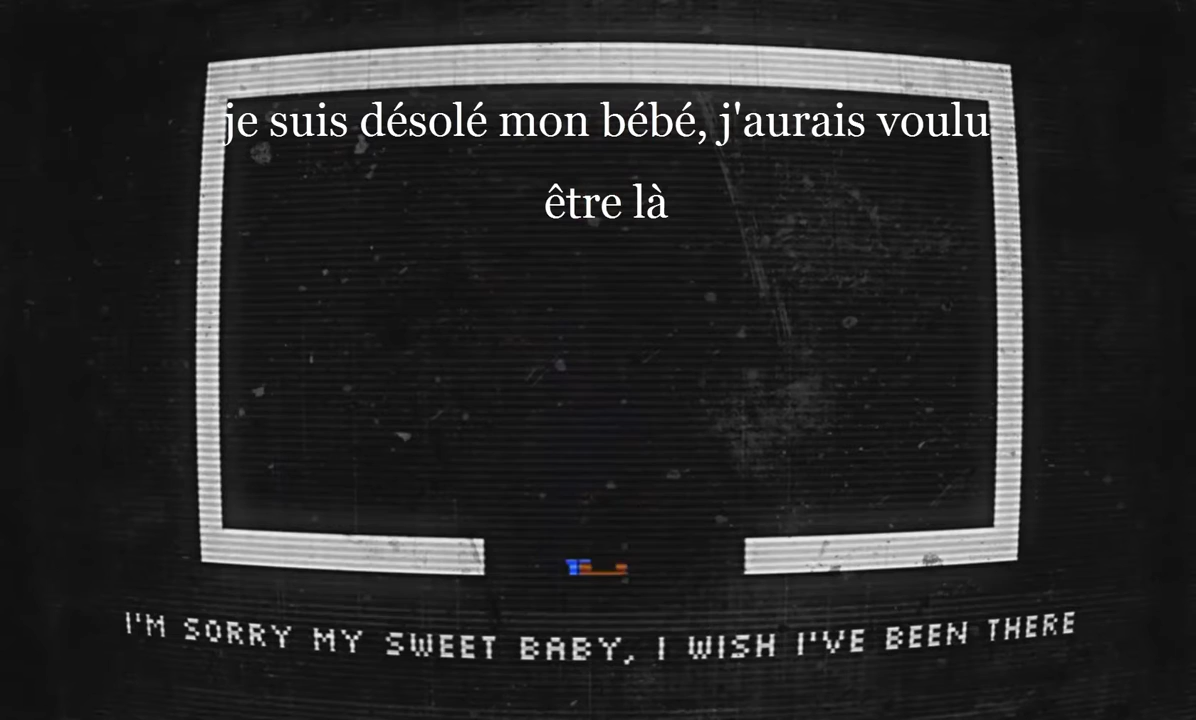 je suis désolé mon bébé, j'aurais voulu
être là
I'M SORRY MY SWEET BABY, I WISH I'VE BEEN THERE